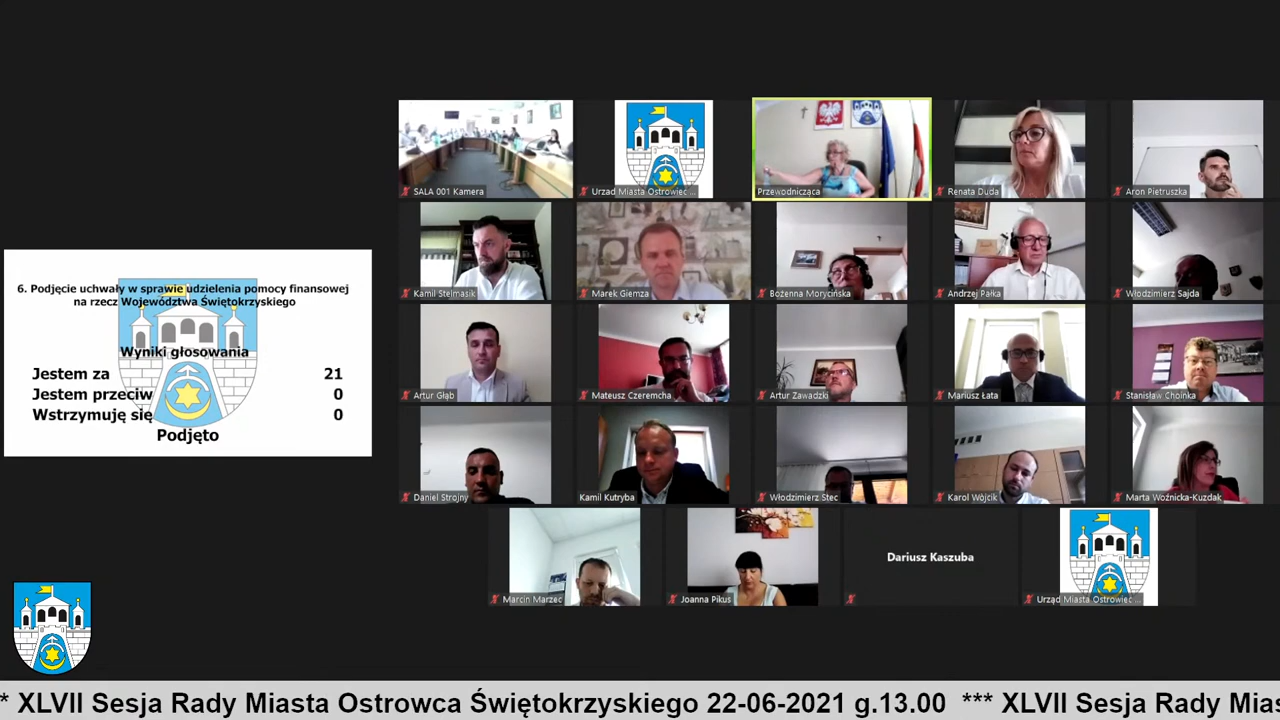 SALA 001 Kamera
Urzad Miasta Ostrowiec ...
Przewodnicząca
Renata Duda
Aron Pietruszka
Kamil Stelmasik
Marek Giemza
Bożenna Morycińska
Andrzej Pałka
Włodzimierz Sajda
6. Podjęcie uchwały w sprawie udzielenia pomocy finansowej
na rzecz Województwa Świętokrzyskiego
Wyniki głosowania
Jestem za 21
Jestem przeciw 0
Wstrzymuję się 0
Podjęto
Artur Głąb
Mateusz Czeremcha
Artur Zawadzki
Mariusz Łata
Stanisław Choinka
Daniel Strojny
Kamil Kutryba
Włodzimierz Stec
Karol Wójcik
Marta Woźnicka-Kuzdak
Marcin Marzec
Joanna Pikus
Dariusz Kaszuba
Urząd Miasta Ostrowiec ...
* XLVII Sesja Rady Miasta Ostrowca Świętokrzyskiego 22-06-2021 g.13.00 *** XLVII Sesja Rady Mias